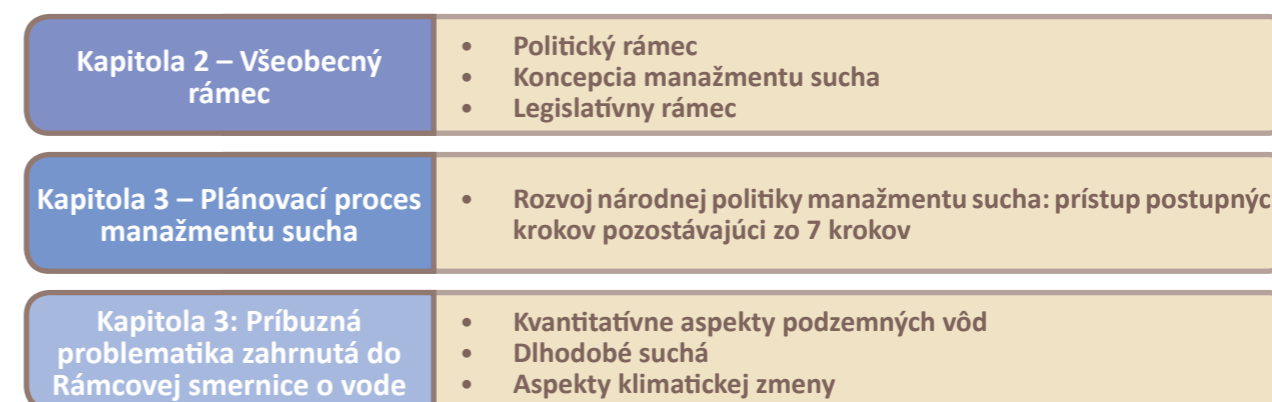 Kapitola 2 – Všeobecný
rámec
• Politický rámec
• Koncepcia manažmentu sucha
• Legislatívny rámec
Kapitola 3 – Plánovací proces
manažmentu sucha
• Rozvoj národnej politiky manažmentu sucha: prístup
krokov pozostávajúci zo 7 krokov
Kapitola 3: Príbuzná
problematika zahrnutá do
Rámcovej smernice o vode
• Kvantitatívne aspekty podzemných vôd
• Dlhodobé suchá
• Aspekty klimatickej zmeny